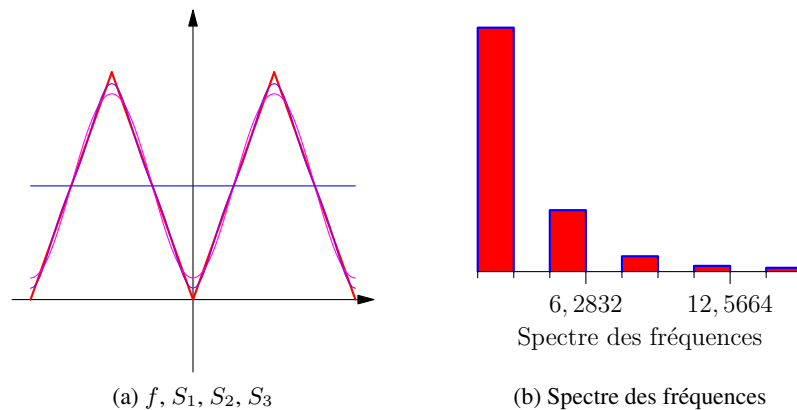 6, 2832 12, 5664
Spectre des fréquences
(a) f, S₁, S₂, S₃
(b) Spectre des fréquences